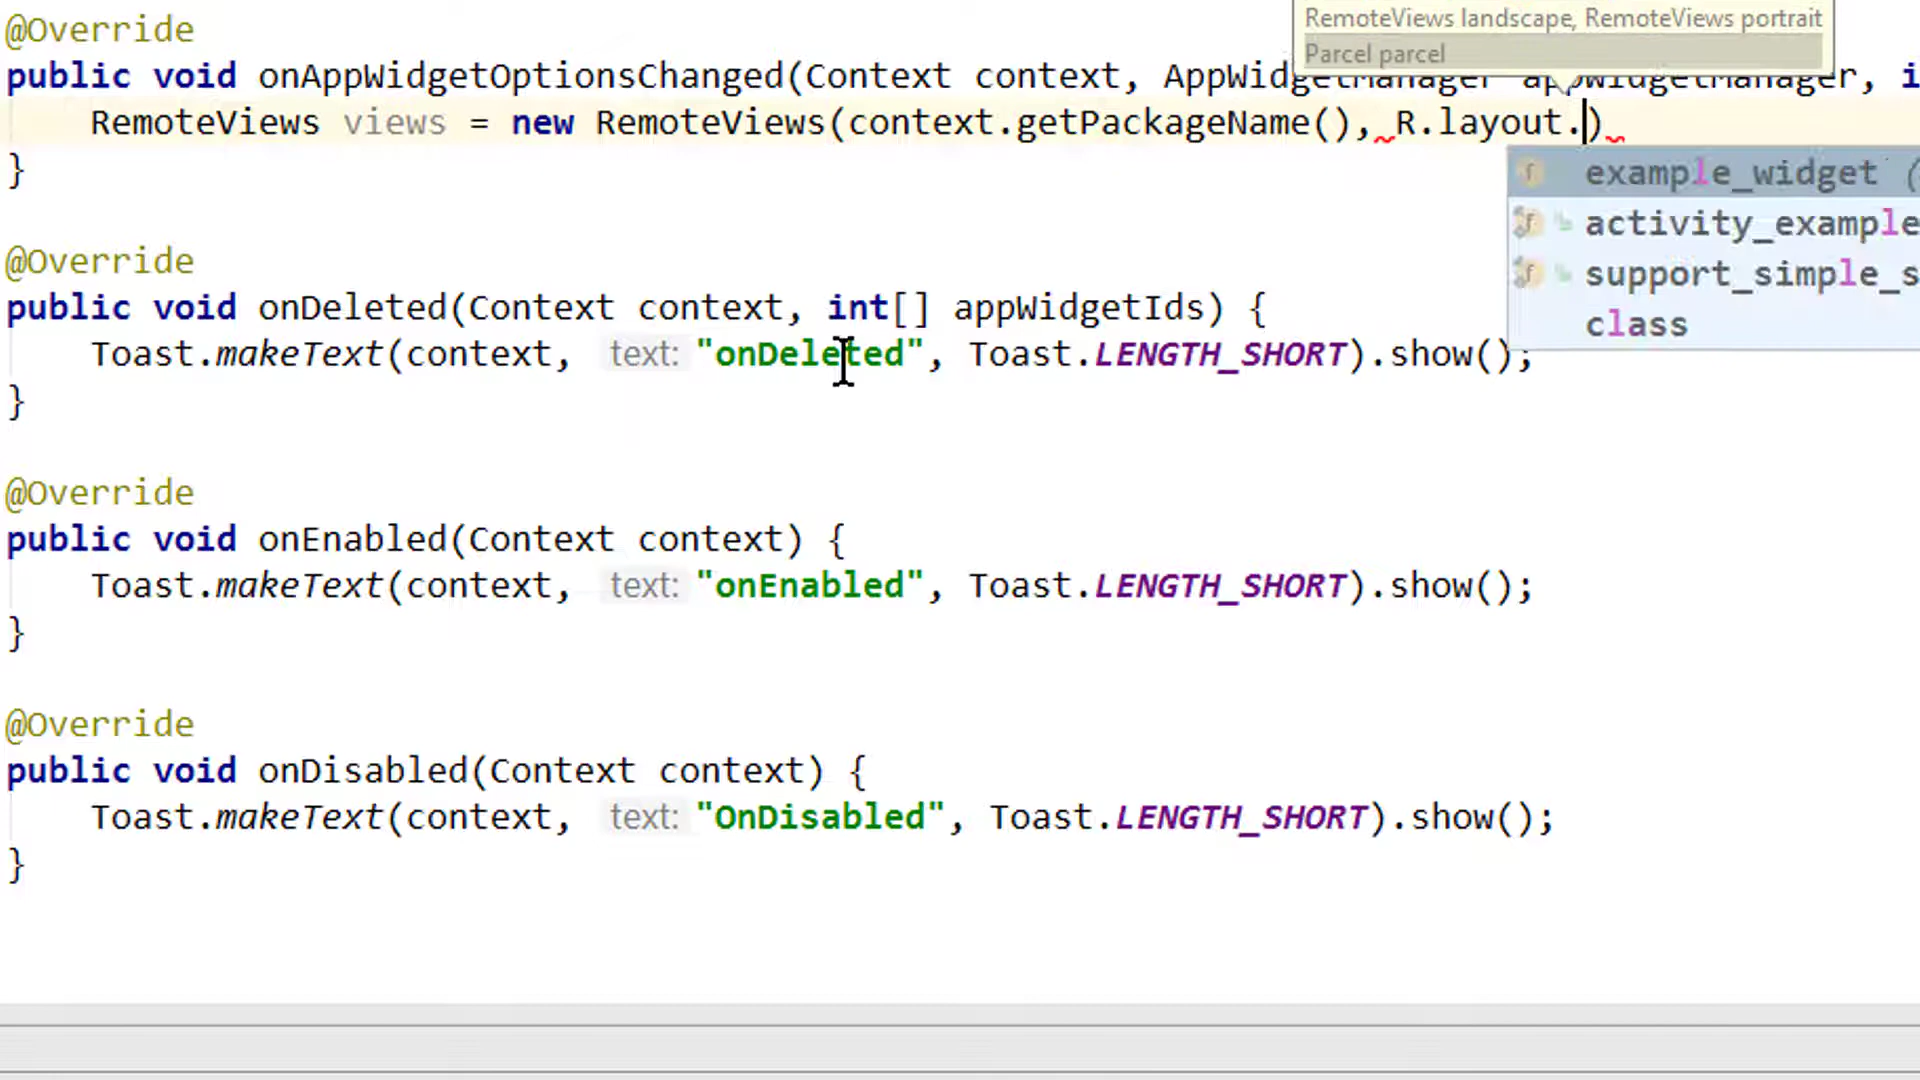 @Override
RemoteViews landscape, RemoteViews portrait
Parcel parcel
public void onAppWidgetOptionsChanged(Context context, AppWidgetManager appWidgetManager, i
RemoteViews views = new RemoteViews(context.getPackageName(), R.layout.)
}
example_widget (
activity_example
support_simple_s
class
@Override
public void onDeleted(Context context, int[] appWidgetIds) {
Toast.makeText(context, text: "onDeleted", Toast.LENGTH_SHORT).show();
}
@Override
public void onEnabled(Context context) {
Toast.makeText(context, text: "onEnabled", Toast.LENGTH_SHORT).show();
}
@Override
public void onDisabled(Context context) {
Toast.makeText(context, text: "OnDisabled", Toast.LENGTH_SHORT).show();
}